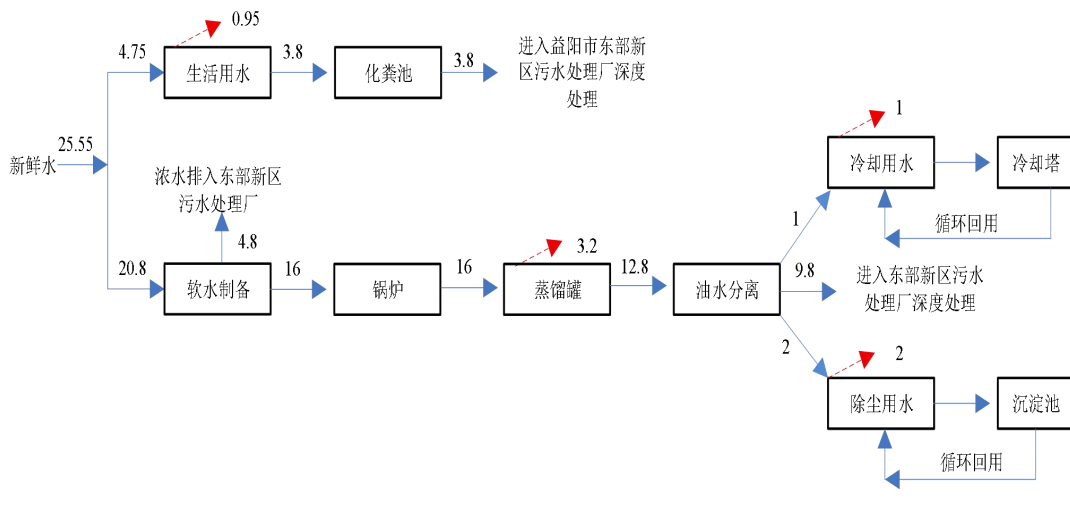 0.95
4.75
生活用水
3.8
化粪池
3.8
进入益阳市东部新
区污水处理厂深度
处理
新鲜水
25.55
浓水排入东部新区
污水处理厂
4.8
20.8
软水制备
16
锅炉
16
3.2
蒸馏罐
12.8
油水分离
1
1
冷却用水
冷却塔
循环回用
9.8
进入东部新区污水
处理厂深度处理
2
2
除尘用水
沉淀池
循环回用